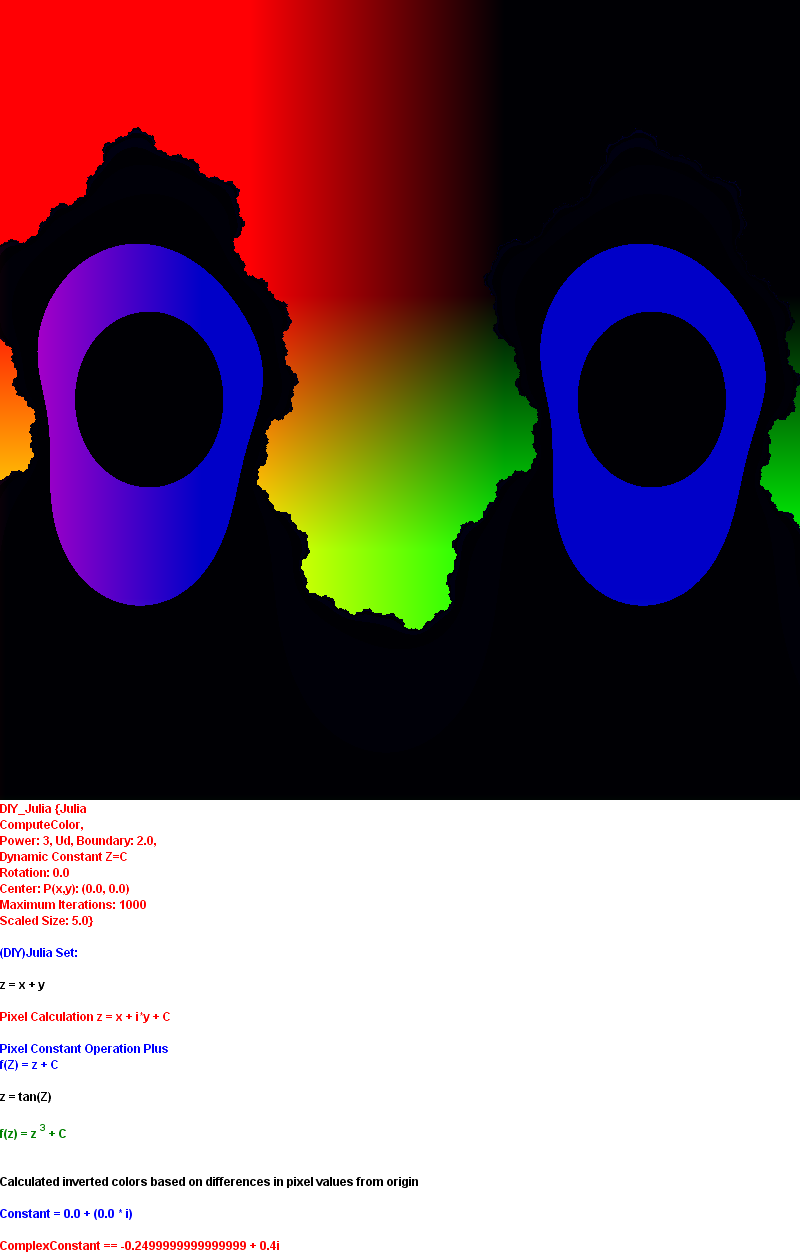 DIY_Julia {Julia
ComputeColor,
Power: 3, Ud, Boundary: 2.0,
Dynamic Constant Z=C
Rotation: 0.0
Center: P(x,y): (0.0, 0.0)
Maximum Iterations: 1000
Scaled Size: 5.0}
(DIY)Julia Set:
z = x + y
Pixel Calculation z = x + i*y + C
Pixel Constant Operation Plus
f(Z) = z + C
z = tan(Z)
f(z) = z 3 + C
Calculated inverted colors based on differences in pixel values from origin
Constant = 0.0 + (0.0 * i)
ComplexConstant == -0.2499999999999999 + 0.4i